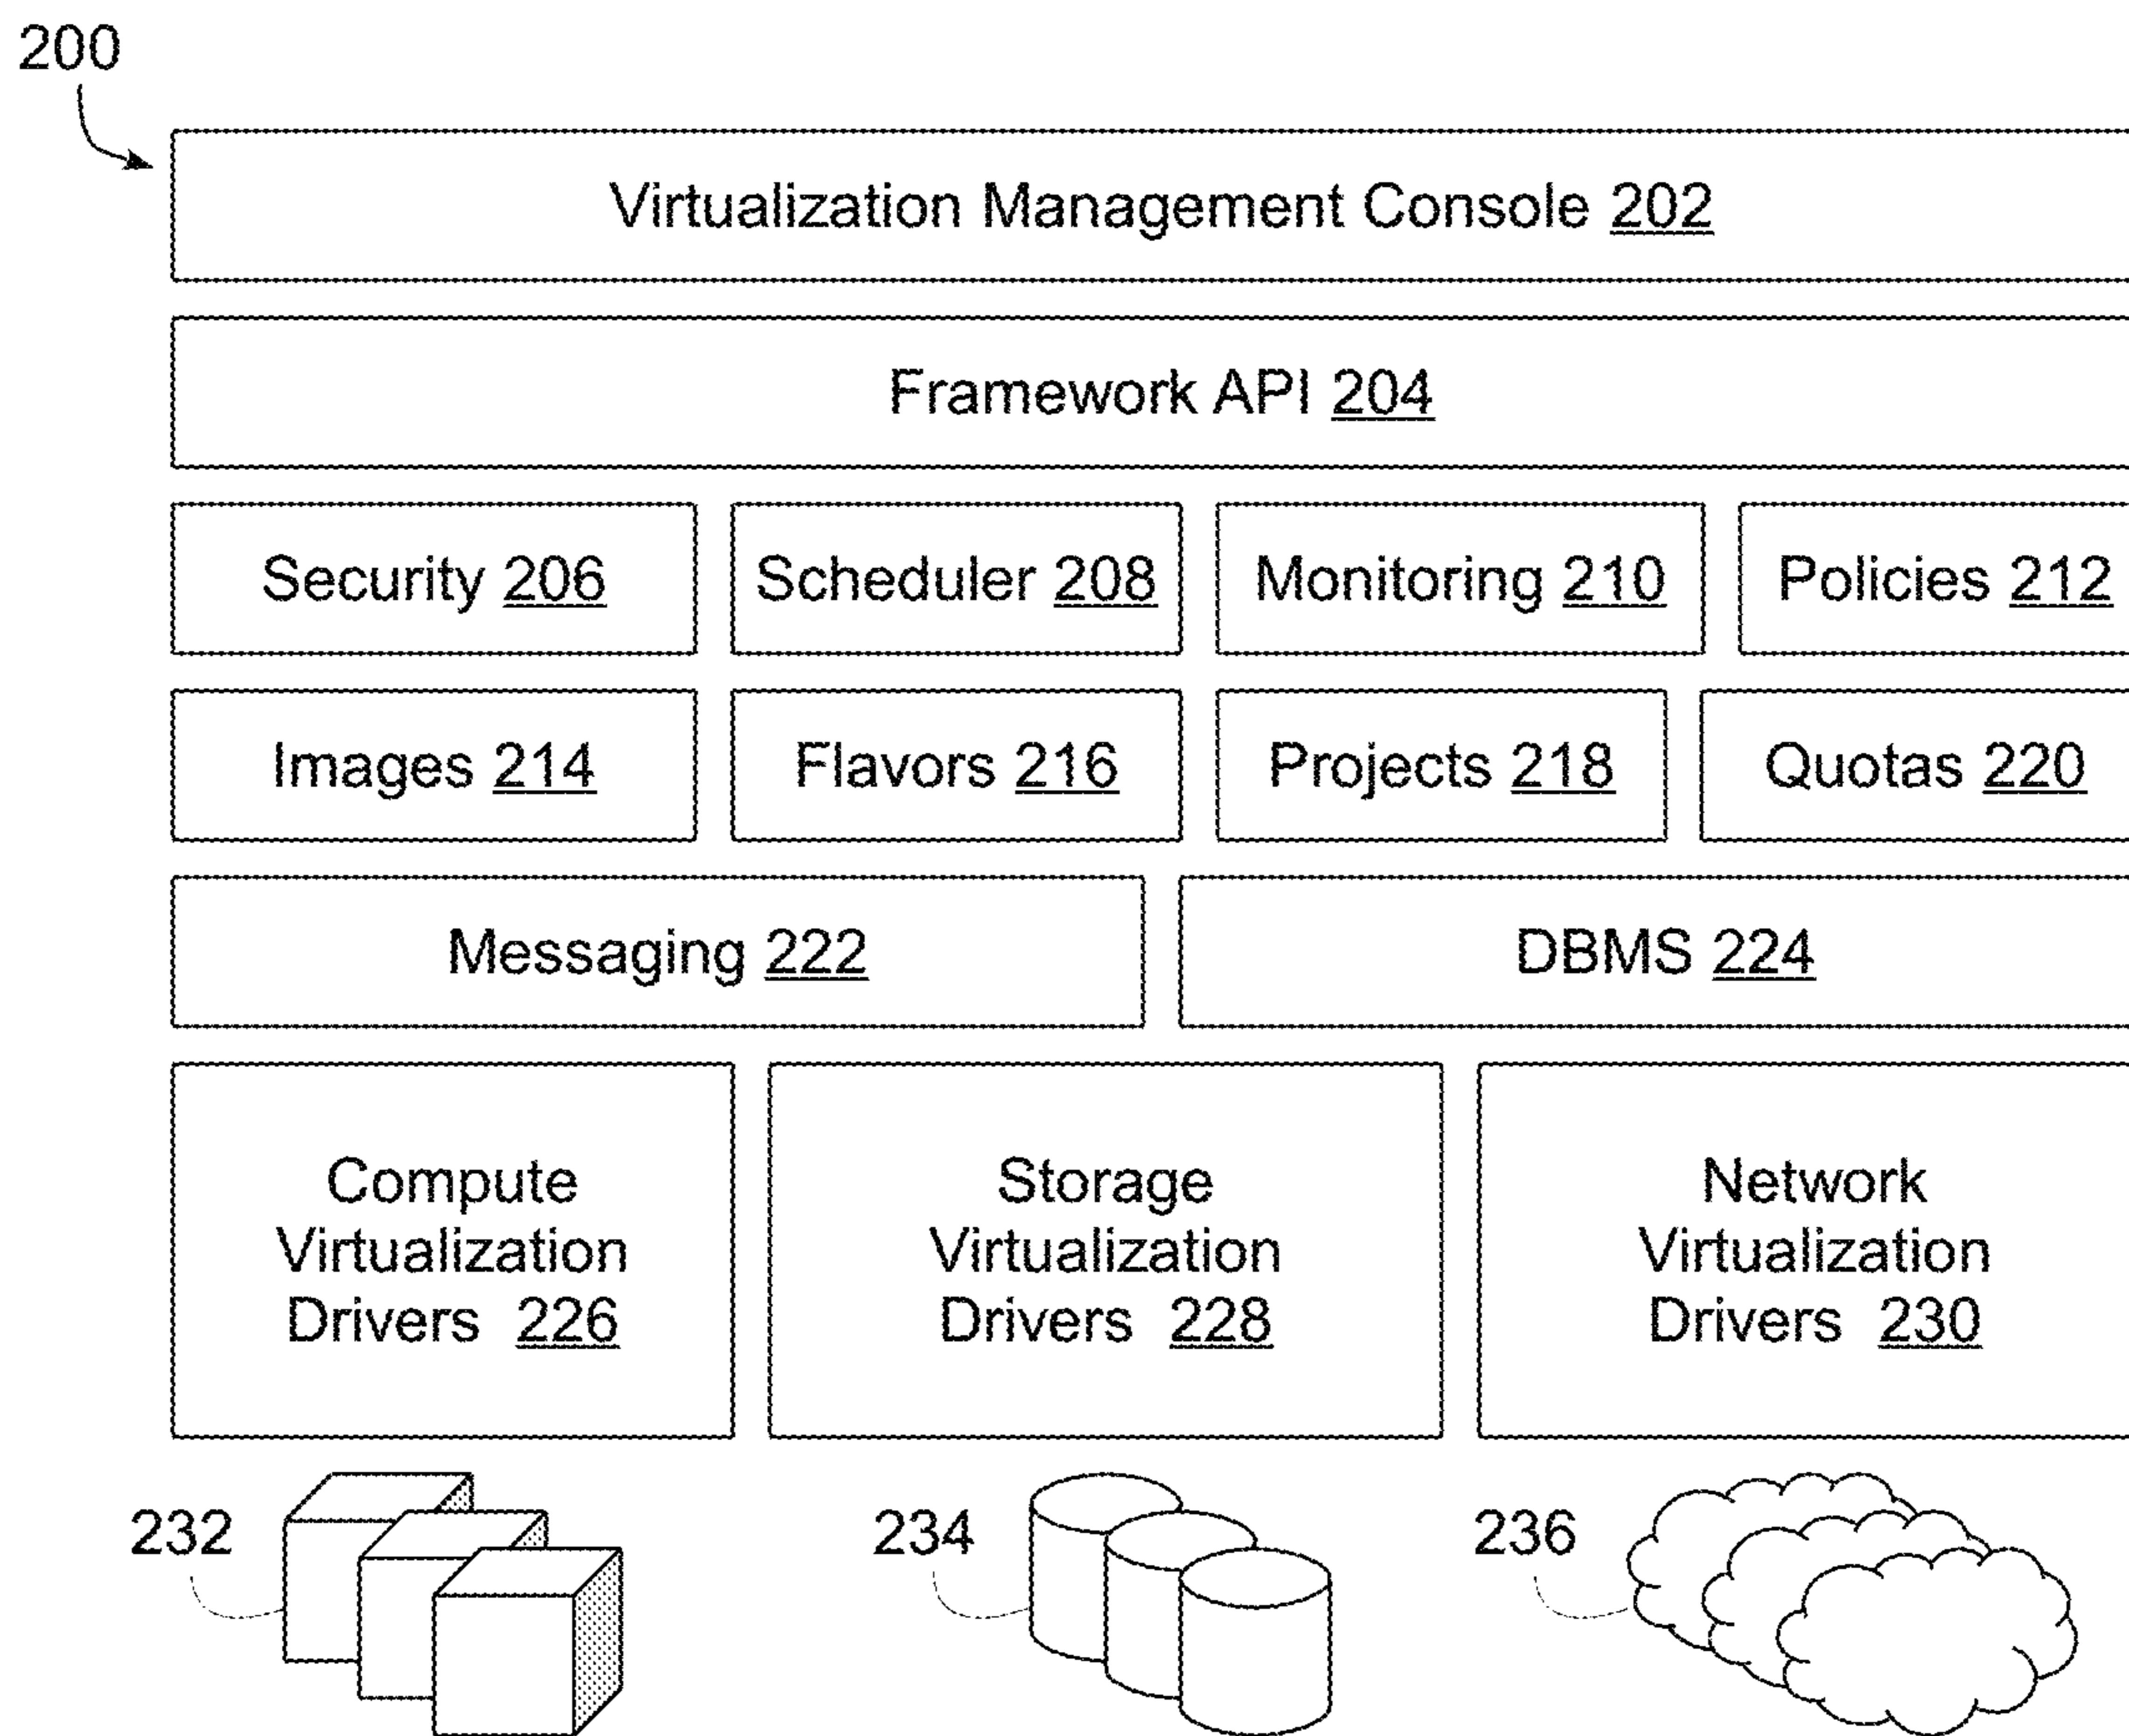 200
Virtualization Management Console 202
Framework API 204
Security 206
Scheduler 208
Monitoring 210
Policies 212
Images 214
Flavors 216
Projects 218
Quotas 220
Messaging 222
DBMS 224
Compute
Virtualization
Drivers 226
Storage
Virtualization
Drivers 228
Network
Virtualization
Drivers 230
232
234
236